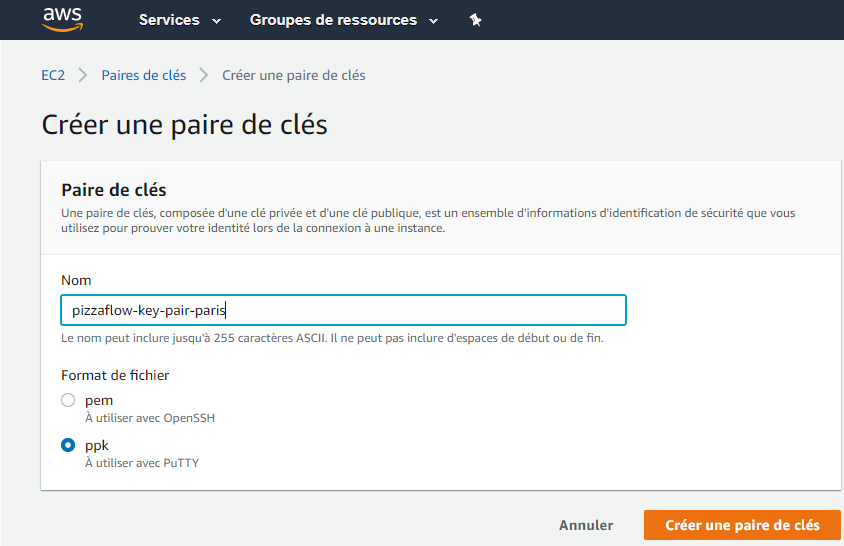 aws Services Groupes de ressources
EC2 > Paires de clés > Créer une paire de clés
Créer une paire de clés
Paire de clés
Une paire de clés, composée d'une clé privée et d'une clé publique, est un ensemble d'informations d'identification de sécurité que vous
utilisez pour prouver votre identité lors de la connexion à une instance.
Nom
pizzaflow-key-pair-paris
Le nom peut inclure jusqu'à 255 caractères ASCII. Il ne peut pas inclure d'espaces de début ou de fin.
Format de fichier
pem
À utiliser avec OpenSSH
ppk
À utiliser avec PuTTY
Annuler Créer une paire de clés